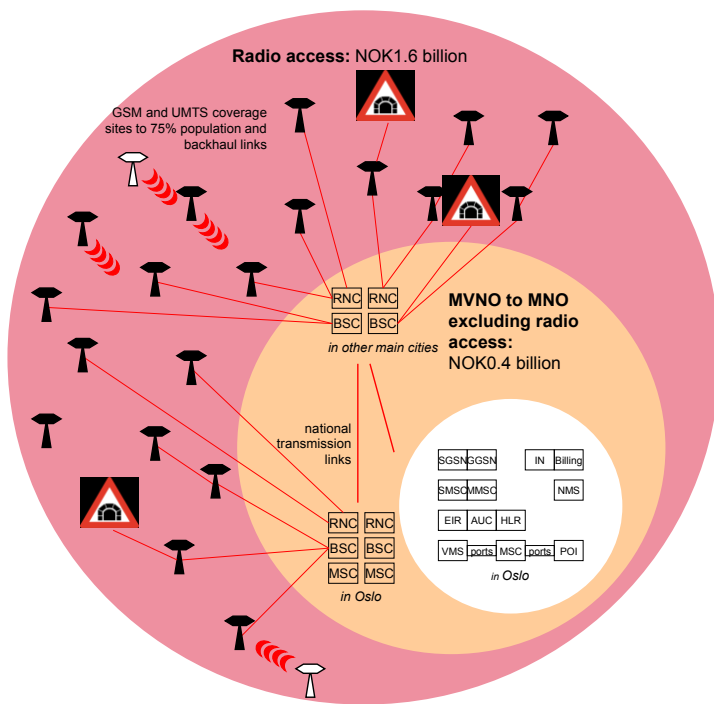 Radio access: NOK1.6 billion
GSM and UMTS coverage
sites to 75% population and
backhaul links
RNC RNC
BSC BSC
in other main cities
MVNO to MNO
excluding radio
access:
NOK0.4 billion
national
transmission
links
SGSN GGSN IN Billing
SMSC MMSC NMS
EIR AUC HLR
VMS ports MSC ports POI
in Oslo
RNC RNC
BSC BSC
MSC MSC
in Oslo